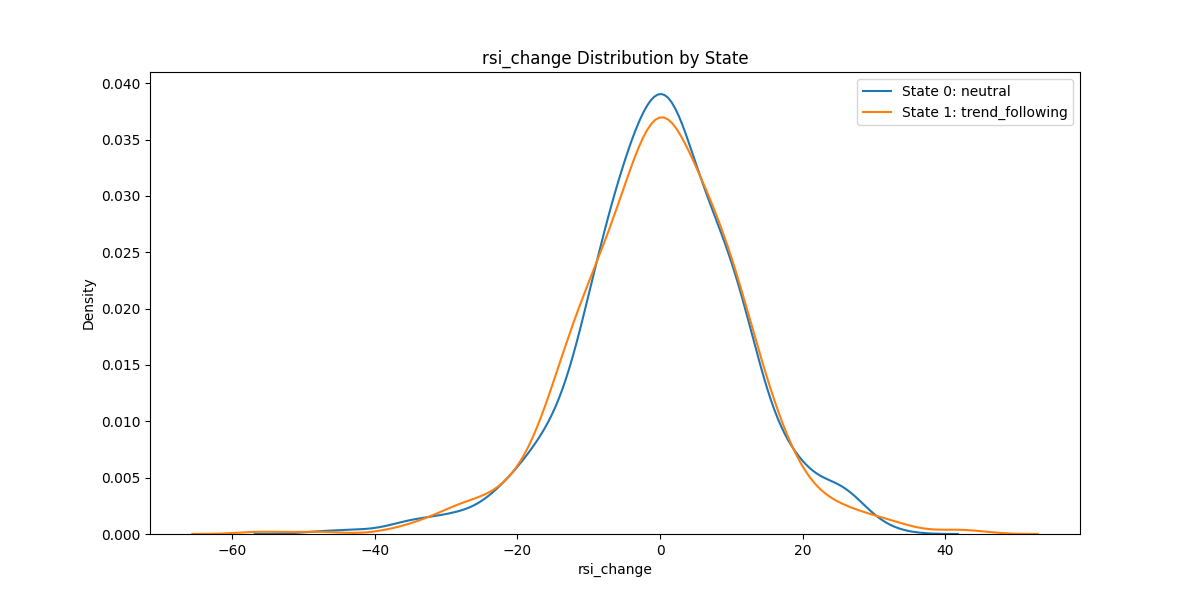 rsi_change Distribution by State
State 0: neutral
State 1: trend_following
Density
0.040
0.035
0.030
0.025
0.020
0.015
0.010
0.005
0.000
−60 −40 −20 0 20 40
rsi_change